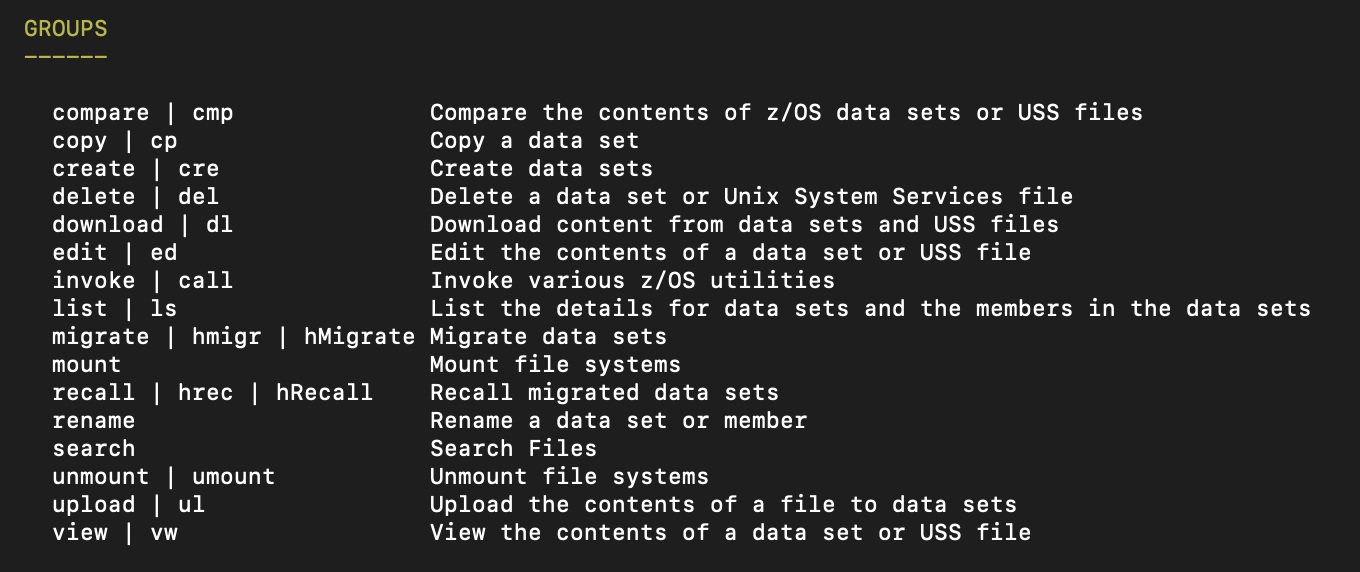 GROUPS
------
compare | cmp Compare the contents of z/OS data sets or USS files
copy | cp Copy a data set
create | cre Create data sets
delete | del Delete a data set or Unix System Services file
download | dl Download content from data sets and USS files
edit | ed Edit the contents of a data set or USS file
invoke | call Invoke various z/OS utilities
list | ls List the details for data sets and the members in the data sets
migrate | hmigr | hMigrate Migrate data sets
mount Mount file systems
recall | hrec | hRecall Recall migrated data sets
rename Rename a data set or member
search Search Files
unmount | umount Unmount file systems
upload | ul Upload the contents of a file to data sets
view | vw View the contents of a data set or USS file